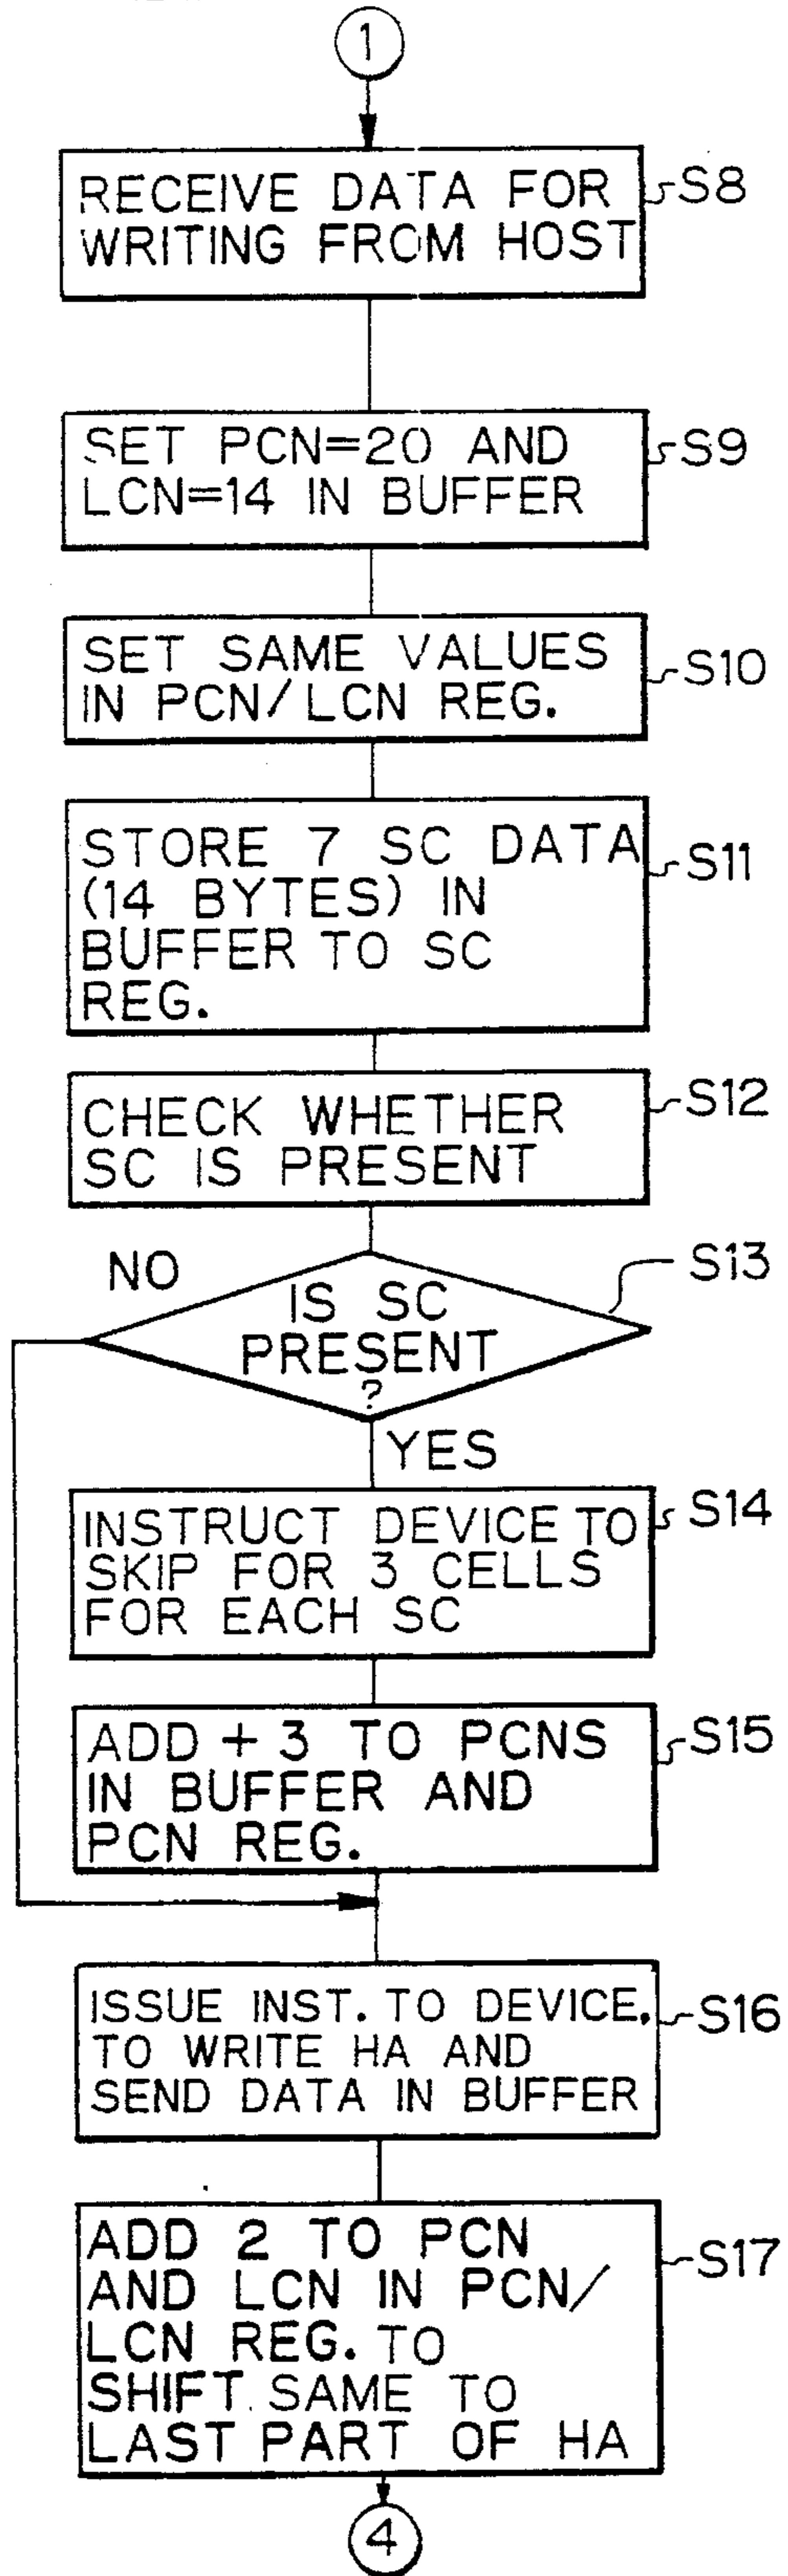 1
RECEIVE DATA FOR
WRITING FROM HOST
S8
SET PCN=20 AND
LCN=14 IN BUFFER
S9
SET SAME VALUES
IN PCN/LCN REG.
S10
STORE 7 SC DATA
(14 BYTES) IN
BUFFER TO SC
REG.
S11
CHECK WHETHER
SC IS PRESENT
S12
NO
IS SC
PRESENT
?
S13
YES
INSTRUCT DEVICE TO
SKIP FOR 3 CELLS
FOR EACH SC
S14
ADD + 3 TO PCNS
IN BUFFER AND
PCN REG.
S15
ISSUE INST. TO DEVICE.
TO WRITE HA AND
SEND DATA IN BUFFER
S16
ADD 2 TO PCN
AND LCN IN PCN/
LCN REG. TO
SHIFT SAME TO
LAST PART OF HA
S17
4